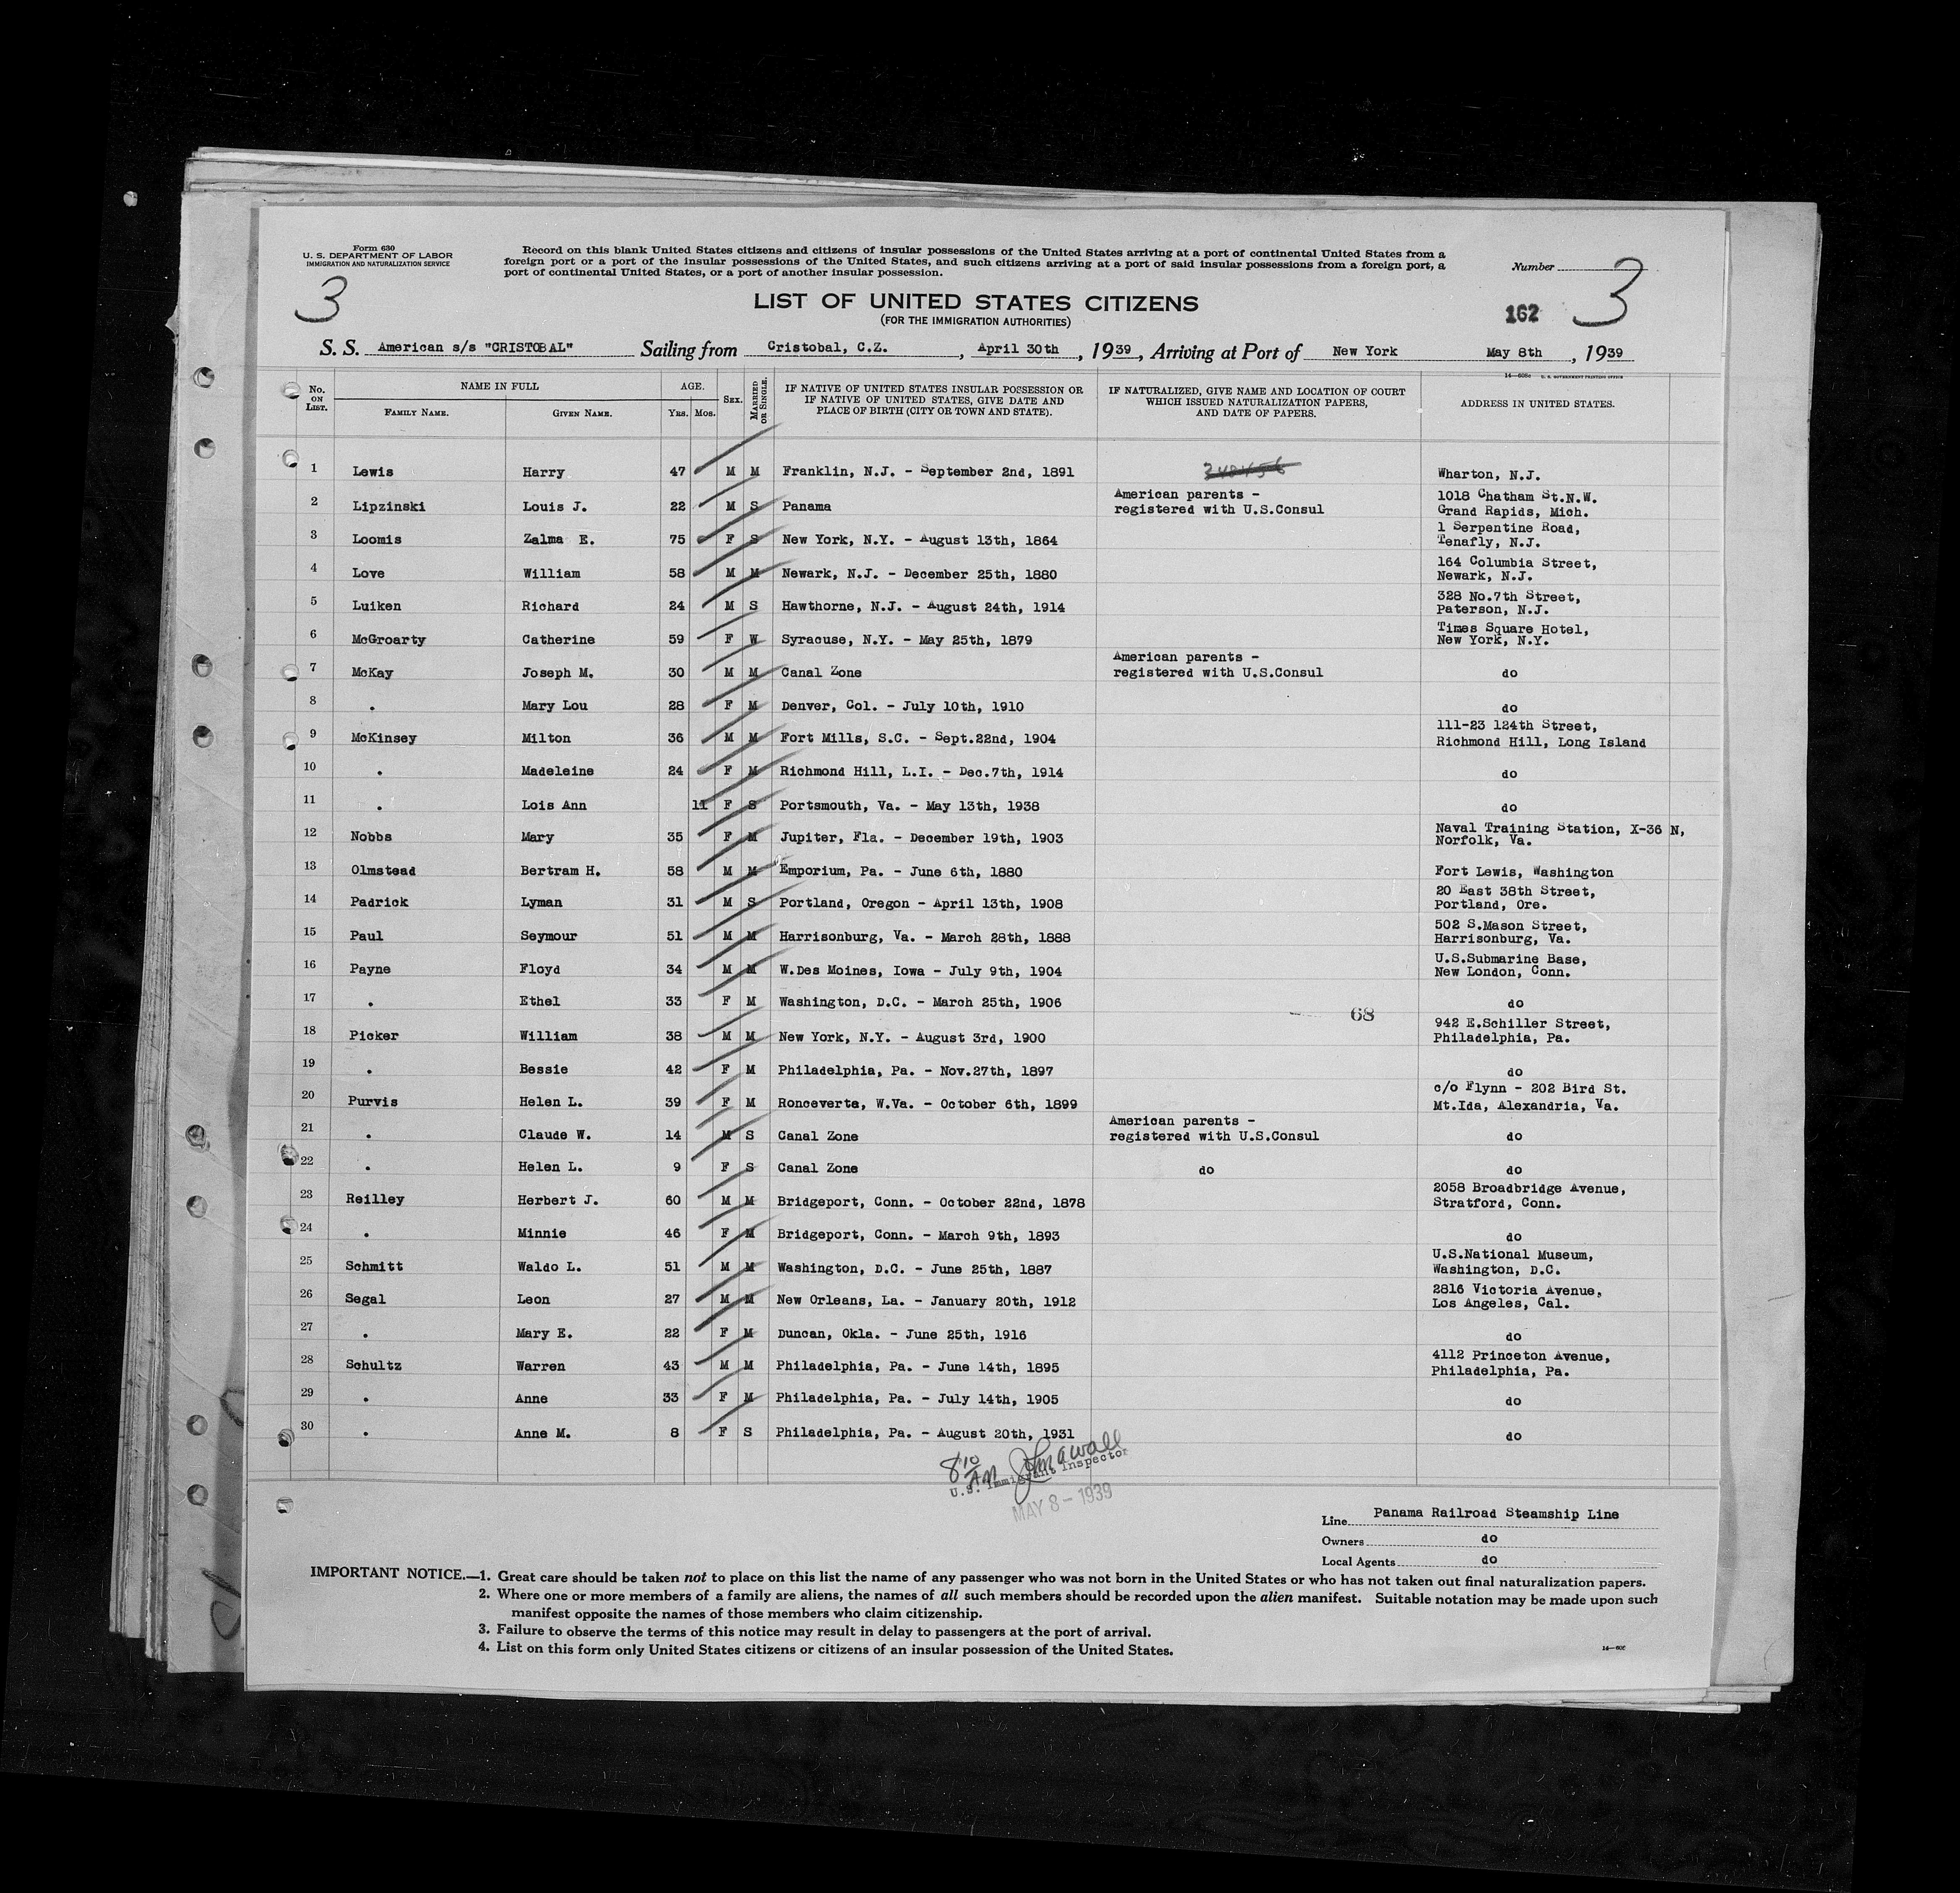 Form 630
U. S. DEPARTMENT OF LABOR
IMMIGRATION AND NATURALIZATION SERVICE
Record on this blank United States citizens and citizens of insular possessions of the United States arriving at a port of continental United States from a
foreign port or a port of the insular possessions of the United States, and such citizens arriving at a port of said insular possessions from a foreign port, a
port of continental United States, or a port of another insular possession.
Number
3
3
162
LIST OF UNITED STATES CITIZENS
(FOR THE IMMIGRATION AUTHORITIES)
S. S. American s/s "CRISTOBAL" Sailing from Cristobal, C.Z., April 30th, 1939, Arriving at Port of New York May 8th, 1939
14—608a U. S. GOVERNMENT PRINTING OFFICE
No. ON LIST. NAME IN FULL FAMILY NAME. GIVEN NAME. AGE. YRS. MOS. SEX. MARRIED OR SINGLE. IF NATIVE OF UNITED STATES INSULAR POSSESSION OR IF NATIVE OF UNITED STATES, GIVE DATE AND PLACE OF BIRTH (CITY OR TOWN AND STATE). IF NATURALIZED, GIVE NAME AND LOCATION OF COURT WHICH ISSUED NATURALIZATION PAPERS, AND DATE OF PAPERS. ADDRESS IN UNITED STATES.
1 Lewis Harry 47 M M Franklin, N.J. - September 2nd, 1891 Wharton, N.J.
2 Lipzinski Louis J. 22 M S Panama American parents - registered with U.S.Consul 1018 Chatham St.N.W. Grand Rapids, Mich.
3 Loomis Zalma E. 75 F S New York, N.Y. - August 13th, 1864 1 Serpentine Road, Tenafly, N.J.
4 Love William 58 M M Newark, N.J. - December 25th, 1880 164 Columbia Street, Newark, N.J.
5 Luiken Richard 24 M S Hawthorne, N.J. - August 24th, 1914 328 No.7th Street, Paterson, N.J.
6 McGroarty Catherine 59 F W Syracuse, N.Y. - May 25th, 1879 Times Square Hotel, New York, N.Y.
7 McKay Joseph M. 30 M M Canal Zone American parents - registered with U.S.Consul do
8 . Mary Lou 28 F M Denver, Col. - July 10th, 1910 do
9 McKinsey Milton 36 M M Fort Mills, S.C. - Sept.22nd, 1904 111-23 124th Street, Richmond Hill, Long Island
10 . Madeleine 24 F M Richmond Hill, L.I. - Dec.7th, 1914 do
11 . Lois Ann 11 F S Portsmouth, Va. - May 13th, 1938 do
12 Nobbs Mary 35 F M Jupiter, Fla. - December 19th, 1903 Naval Training Station, X-36 N, Norfolk, Va.
13 Olmstead Bertram H. 58 M M Emporium, Pa. - June 6th, 1880 Fort Lewis, Washington
14 Padrick Lyman 31 M S Portland, Oregon - April 13th, 1908 20 East 38th Street, Portland, Ore.
15 Paul Seymour 51 M M Harrisonburg, Va. - March 28th, 1888 502 S.Mason Street, Harrisonburg, Va.
16 Payne Floyd 34 M M W.Des Moines, Iowa - July 9th, 1904 U.S.Submarine Base, New London, Conn.
17 . Ethel 33 F M Washington, D.C. - March 25th, 1906 do
68
18 Picker William 38 M M New York, N.Y. - August 3rd, 1900 942 E.Schiller Street, Philadelphia, Pa.
19 . Bessie 42 F M Philadelphia, Pa. - Nov.27th, 1897 do
20 Purvis Helen L. 39 F M Ronceverta, W.Va. - October 6th, 1899 c/o Flynn - 202 Bird St. Mt.Ida, Alexandria, Va.
21 . Claude W. 14 M S Canal Zone American parents - registered with U.S.Consul do
22 . Helen L. 9 F S Canal Zone do do
23 Reilley Herbert J. 60 M M Bridgeport, Conn. - October 22nd, 1878 2058 Broadbridge Avenue, Stratford, Conn.
24 . Minnie 46 F M Bridgeport, Conn. - March 9th, 1893 do
25 Schmitt Waldo L. 51 M M Washington, D.C. - June 25th, 1887 U.S.National Museum, Washington, D.C.
26 Segal Leon 27 M M New Orleans, La. - January 20th, 1912 2816 Victoria Avenue, Los Angeles, Cal.
27 . Mary E. 22 F M Duncan, Okla. - June 25th, 1916 do
28 Schultz Warren 43 M M Philadelphia, Pa. - June 14th, 1895 4112 Princeton Avenue, Philadelphia, Pa.
29 . Anne 33 F M Philadelphia, Pa. - July 14th, 1905 do
30 . Anne M. 8 F S Philadelphia, Pa. - August 20th, 1931 do
8 10 AM
U.S. Immigrant Inspector
MAY 8 - 1939
Line Panama Railroad Steamship Line
Owners do
Local Agents do
IMPORTANT NOTICE.—1. Great care should be taken not to place on this list the name of any passenger who was not born in the United States or who has not taken out final naturalization papers.
2. Where one or more members of a family are aliens, the names of all such members should be recorded upon the alien manifest. Suitable notation may be made upon such
manifest opposite the names of those members who claim citizenship.
3. Failure to observe the terms of this notice may result in delay to passengers at the port of arrival.
4. List on this form only United States citizens or citizens of an insular possession of the United States.